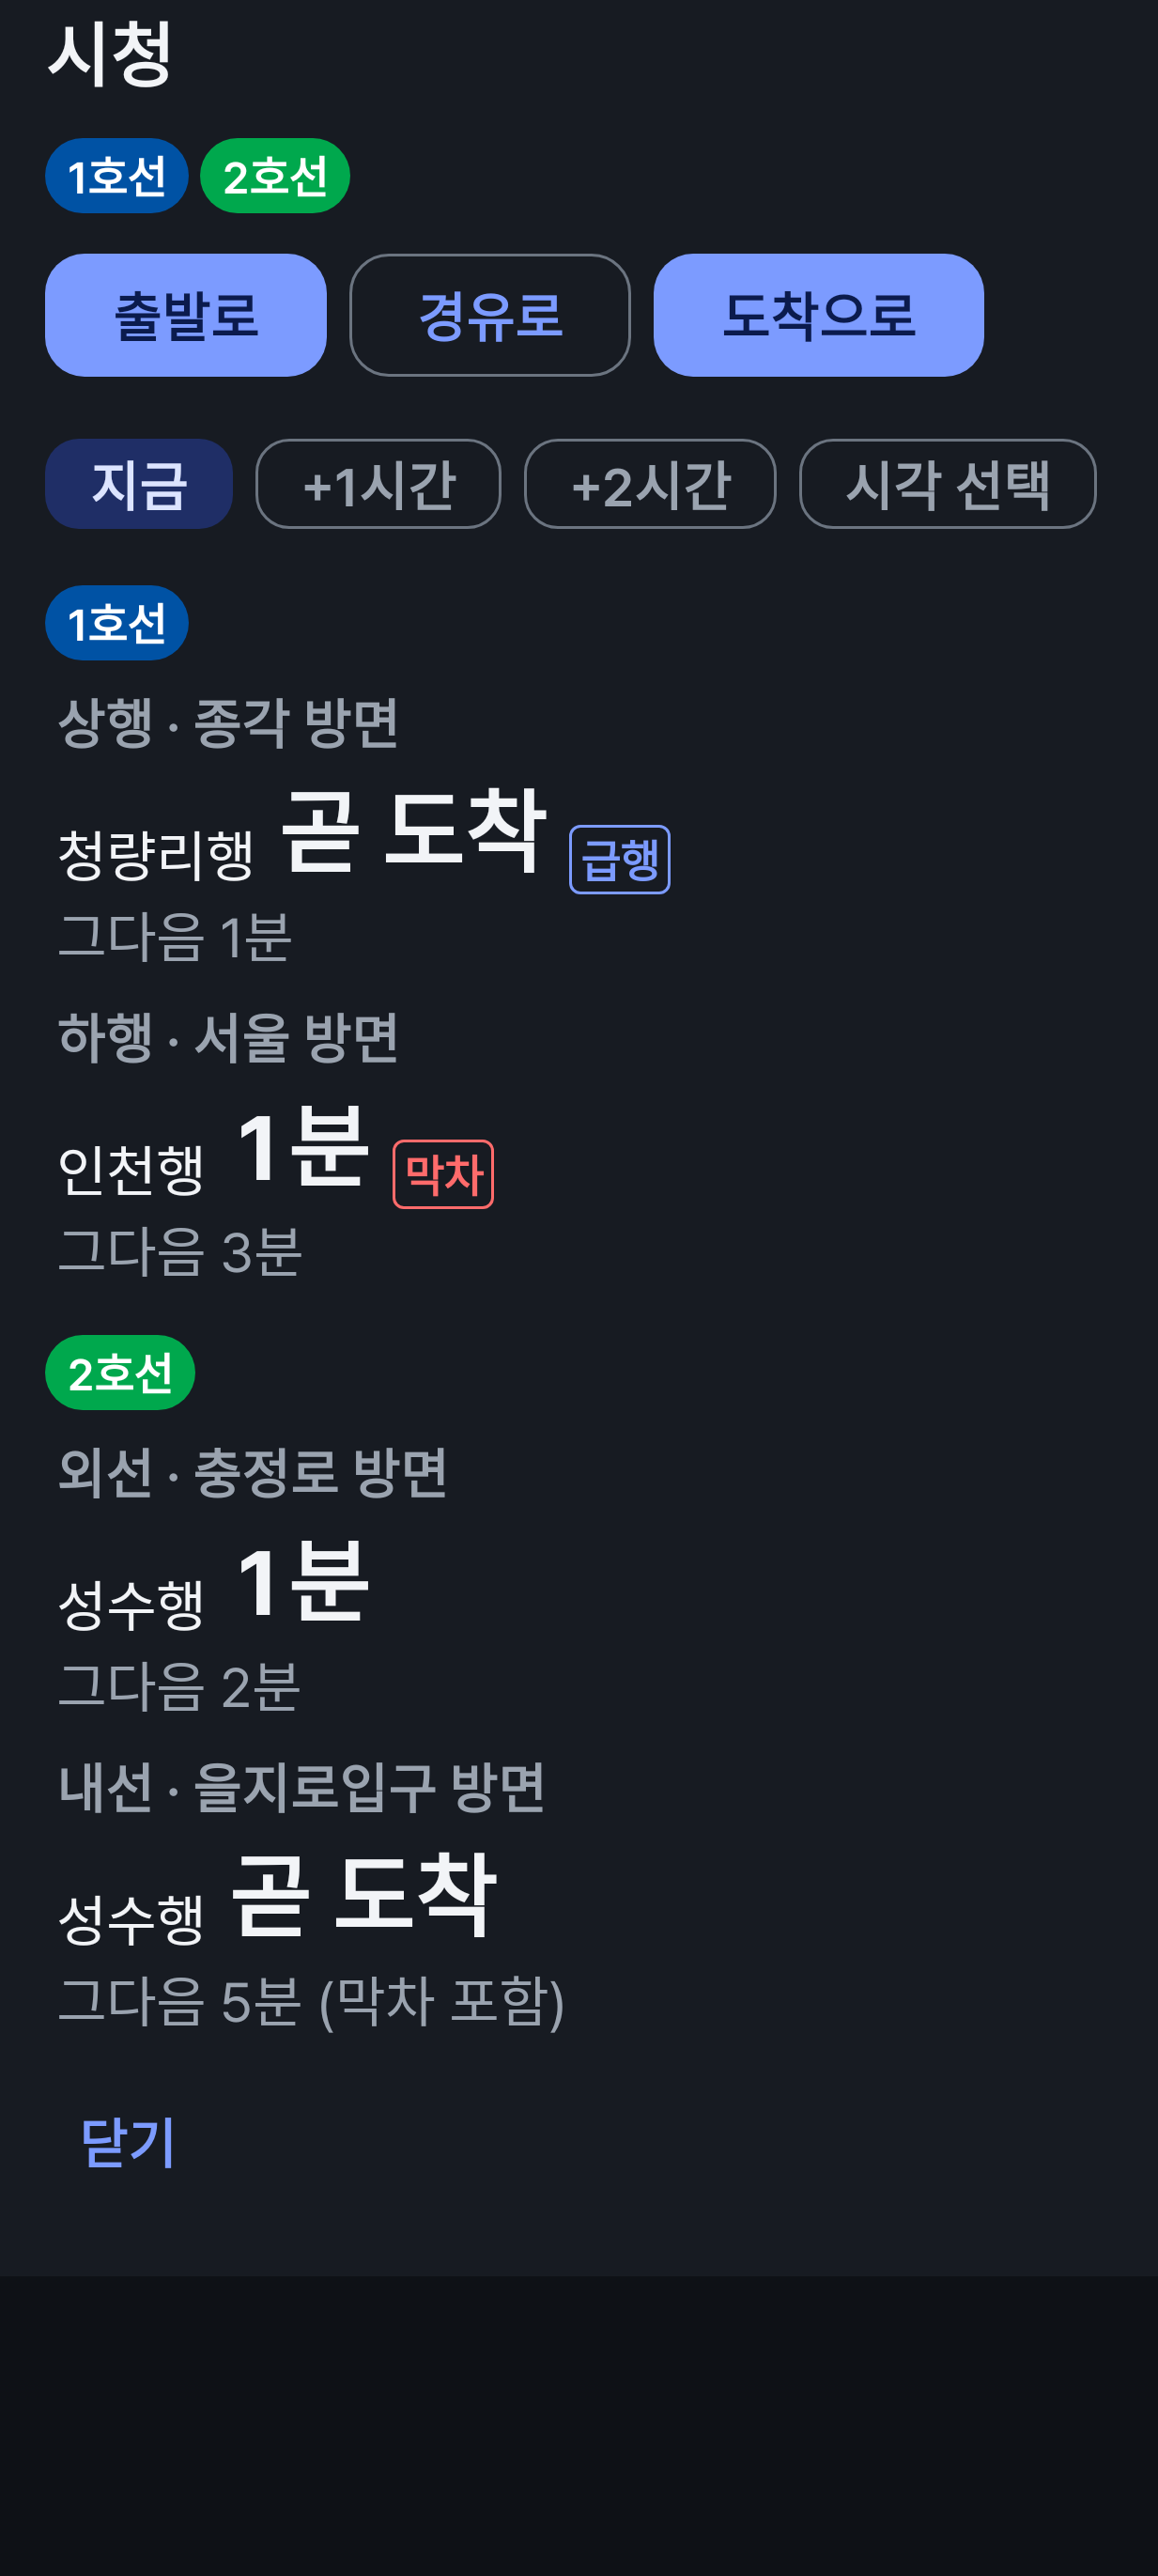 시청
1호선 2호선
출발로 경유로 도착으로
지금 +1시간 +2시간 시각 선택
1호선
상행 · 종각 방면
청량리행 곧 도착 급행
그다음 1분
하행 · 서울 방면
인천행 1분 막차
그다음 3분
2호선
외선 · 충정로 방면
성수행 1분
그다음 2분
내선 · 을지로입구 방면
성수행 곧 도착
그다음 5분 (막차 포함)
닫기